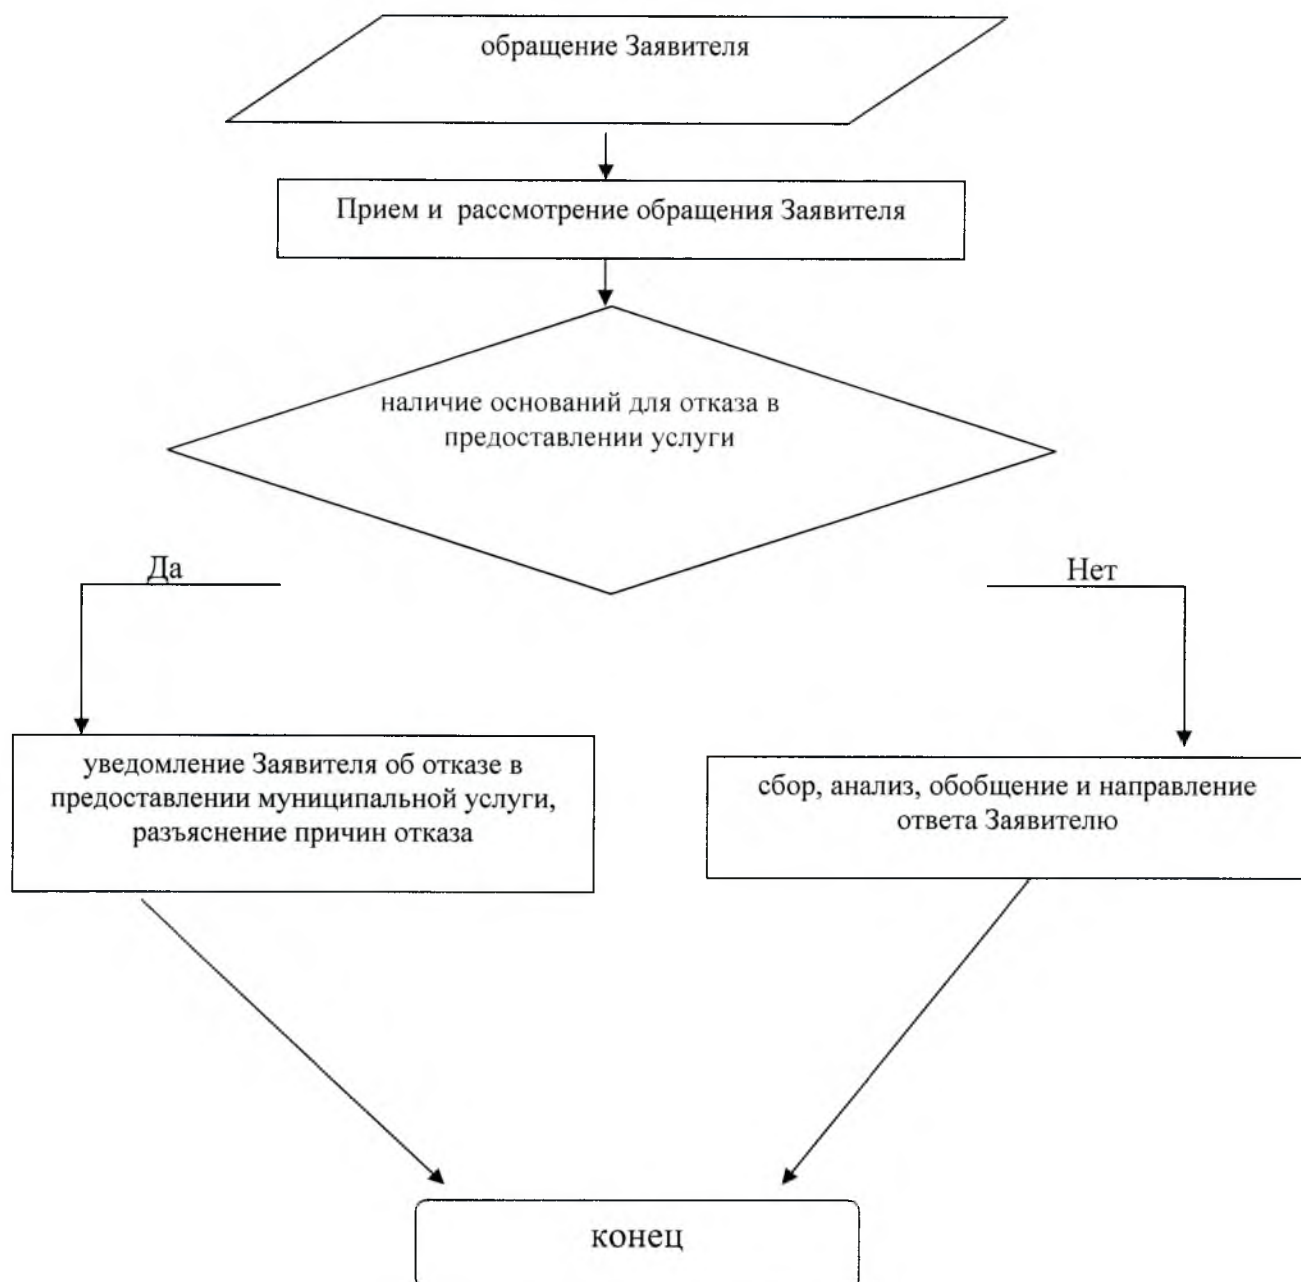 обращение Заявителя
Прием и рассмотрение обращения Заявителя
наличие оснований для отказа в
предоставлении услуги
Да
Нет
уведомление Заявителя об отказе в
предоставлении муниципальной услуги,
разъяснение причин отказа
сбор, анализ, обобщение и направление
ответа Заявителю
конец